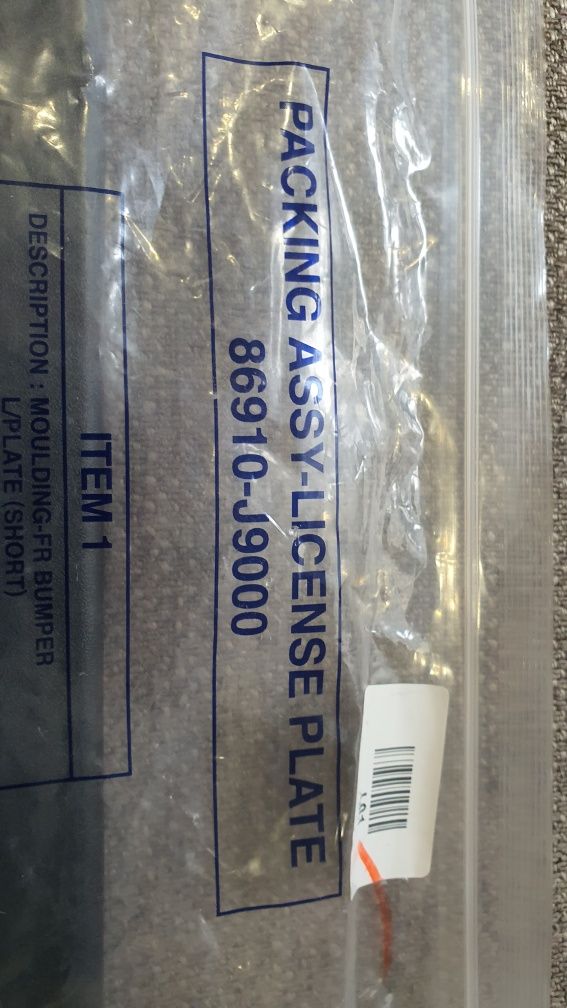 PACKING ASSY-LICENSE PLATE
86910-J9000
ITEM 1
DESCRIPTION : MOULDING-FR BUMPER
L/PLATE (SHORT)